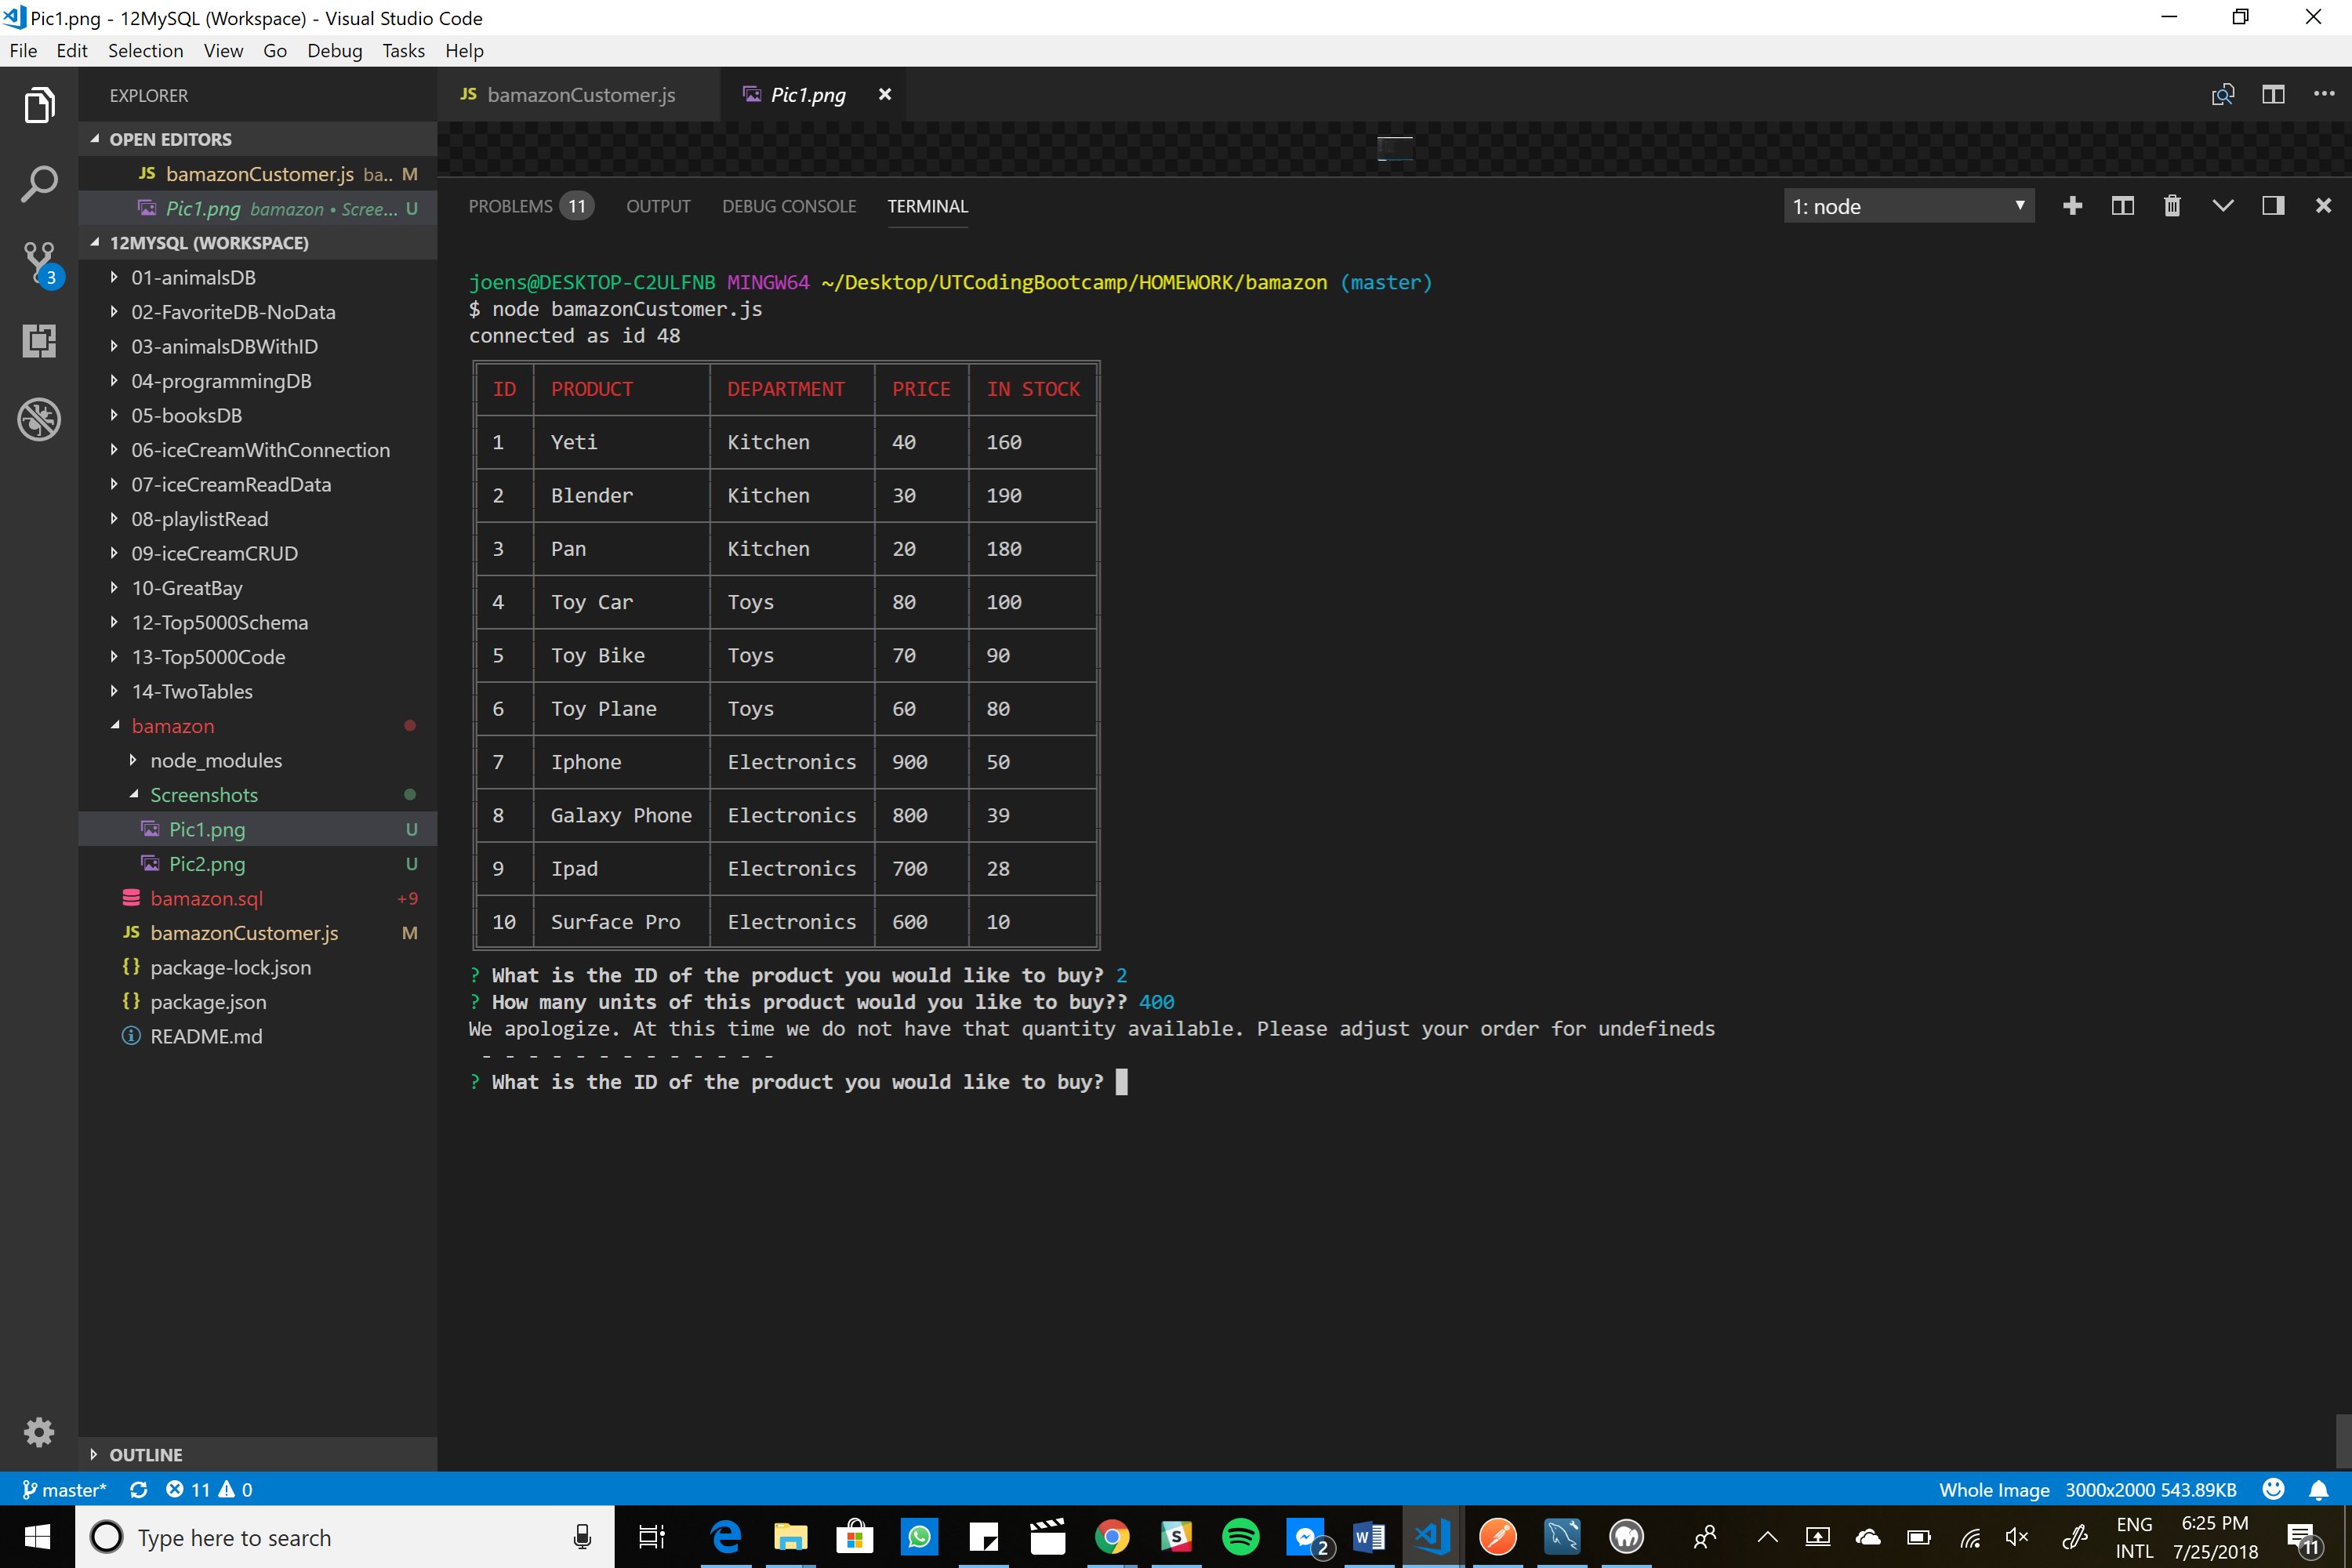 Pic1.png - 12MySQL (Workspace) - Visual Studio Code
File Edit Selection View Go Debug Tasks Help
EXPLORER
OPEN EDITORS
JS bamazonCustomer.js ba.. M
Pic1.png bamazon • Scree... U
12MYSQL (WORKSPACE)
01-animalsDB
02-FavoriteDB-NoData
03-animalsDBWithID
04-programmingDB
05-booksDB
06-iceCreamWithConnection
07-iceCreamReadData
08-playlistRead
09-iceCreamCRUD
10-GreatBay
12-Top5000Schema
13-Top5000Code
14-TwoTables
bamazon
node_modules
Screenshots
Pic1.png U
Pic2.png U
bamazon.sql +9
JS bamazonCustomer.js M
{} package-lock.json
{} package.json
README.md
OUTLINE
3
JS bamazonCustomer.js Pic1.png
PROBLEMS 11 OUTPUT DEBUG CONSOLE TERMINAL 1: node
joens@DESKTOP-C2ULFNB MINGW64 ~/Desktop/UTCodingBootcamp/HOMEWORK/bamazon (master)
$ node bamazonCustomer.js
connected as id 48
ID PRODUCT DEPARTMENT PRICE IN STOCK
1 Yeti Kitchen 40 160
2 Blender Kitchen 30 190
3 Pan Kitchen 20 180
4 Toy Car Toys 80 100
5 Toy Bike Toys 70 90
6 Toy Plane Toys 60 80
7 Iphone Electronics 900 50
8 Galaxy Phone Electronics 800 39
9 Ipad Electronics 700 28
10 Surface Pro Electronics 600 10
? What is the ID of the product you would like to buy? 2
? How many units of this product would you like to buy?? 400
We apologize. At this time we do not have that quantity available. Please adjust your order for undefineds
- - - - - - - - - - - - -
? What is the ID of the product you would like to buy?
master* 11 0 Whole Image 3000x2000 543.89KB
Type here to search
2
ENG
INTL
6:25 PM
7/25/2018
11